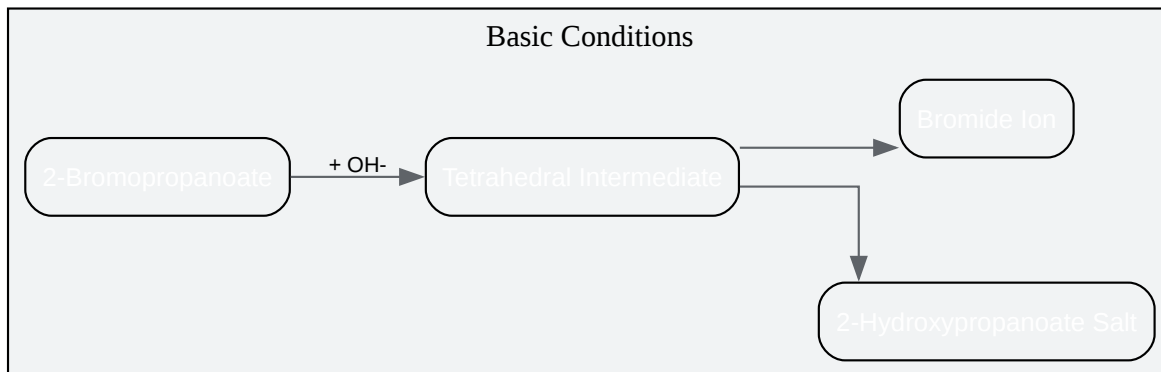 Basic Conditions
Bromide Ion
2-Bromopropanoate
+ OH-
Tetrahedral Intermediate
2-Hydroxypropanoate Salt